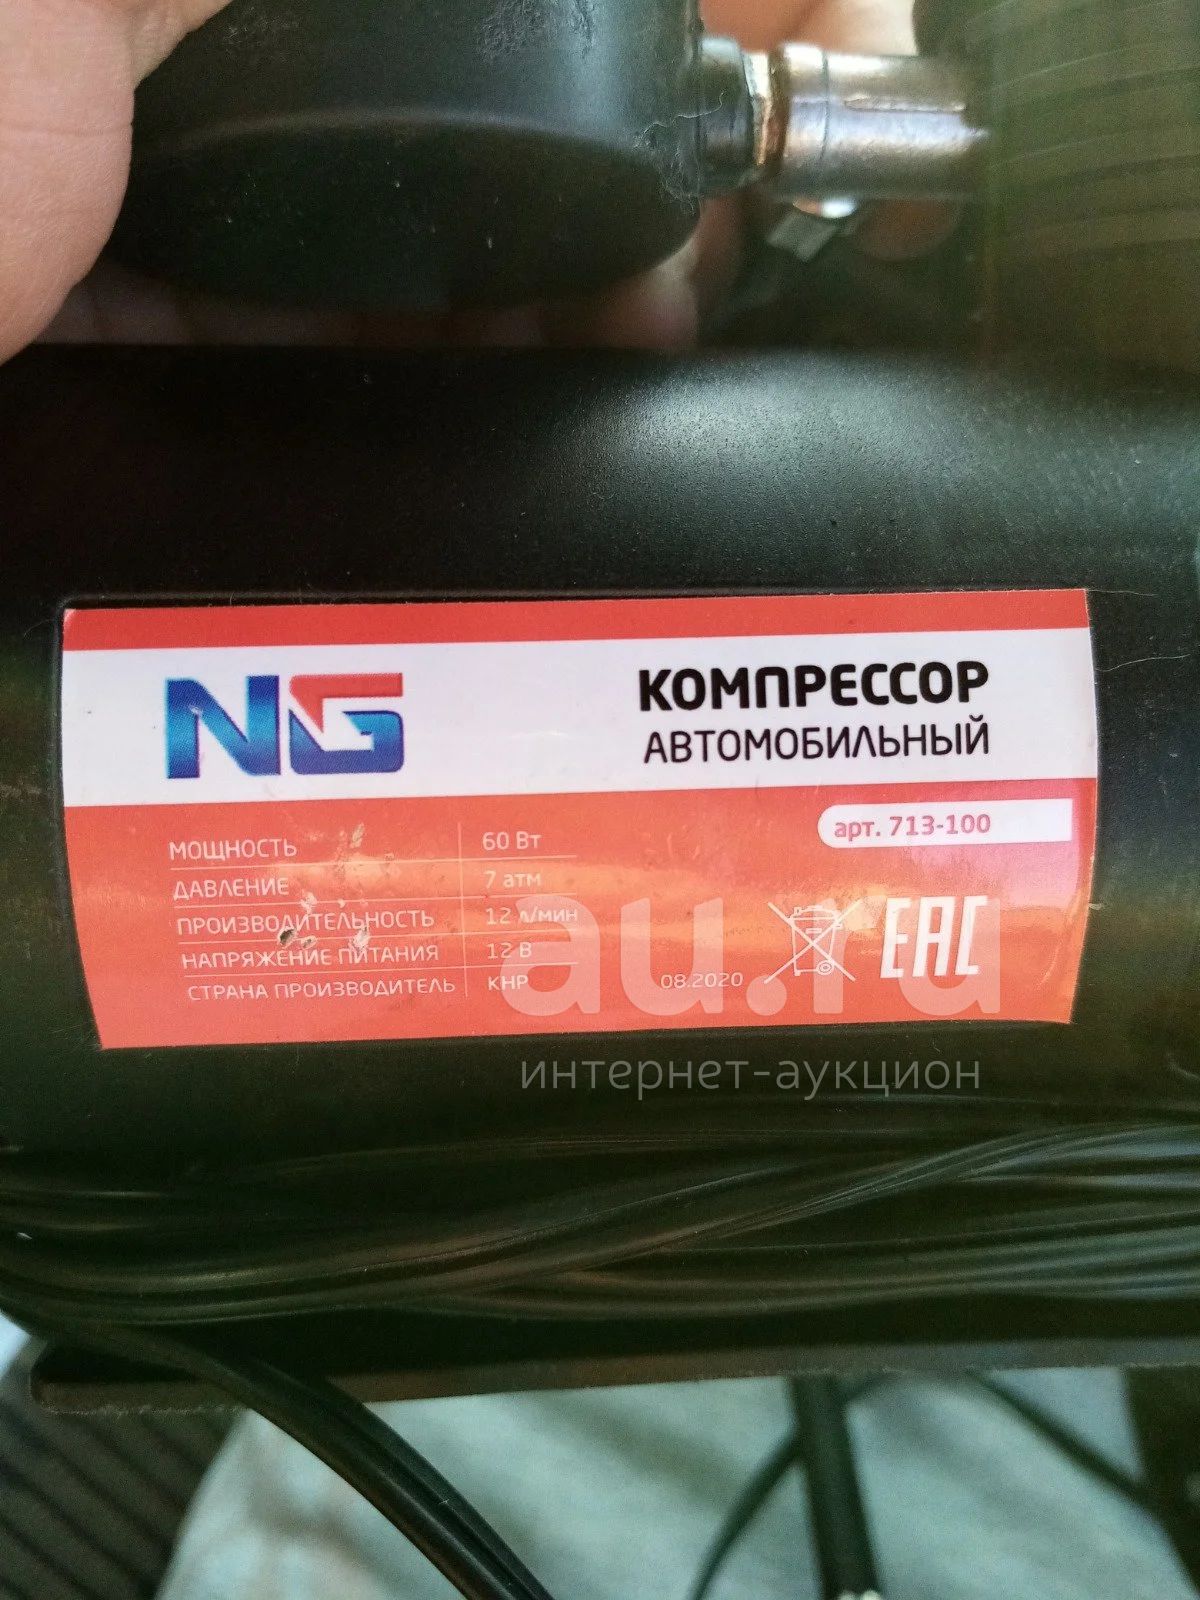 NG
КОМПРЕССОР
АВТОМОБИЛЬНЫЙ
арт. 713-100
МОЩНОСТЬ 60 Вт
ДАВЛЕНИЕ 7 атм
ПРОИЗВОДИТЕЛЬНОСТЬ 12 л/мин
НАПРЯЖЕНИЕ ПИТАНИЯ 12 В
СТРАНА ПРОИЗВОДИТЕЛЬ КНР
08.2020
EAC
au.ru
интернет-аукцион